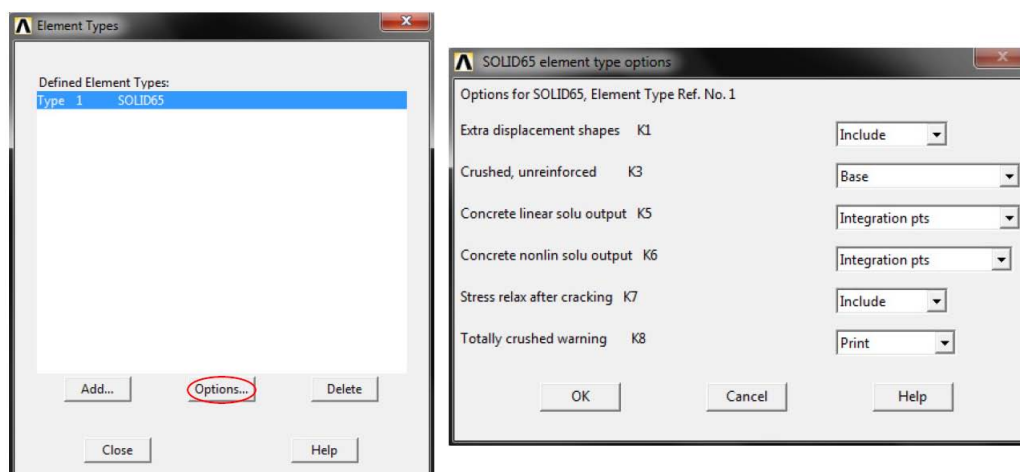 Element Types
Defined Element Types:
Type 1 SOLID65
Add... Options... Delete
Close Help
SOLID65 element type options
Options for SOLID65, Element Type Ref. No. 1
Extra displacement shapes K1 Include
Crushed, unreinforced K3 Base
Concrete linear solu output K5 Integration pts
Concrete nonlin solu output K6 Integration pts
Stress relax after cracking K7 Include
Totally crushed warning K8 Print
OK Cancel Help